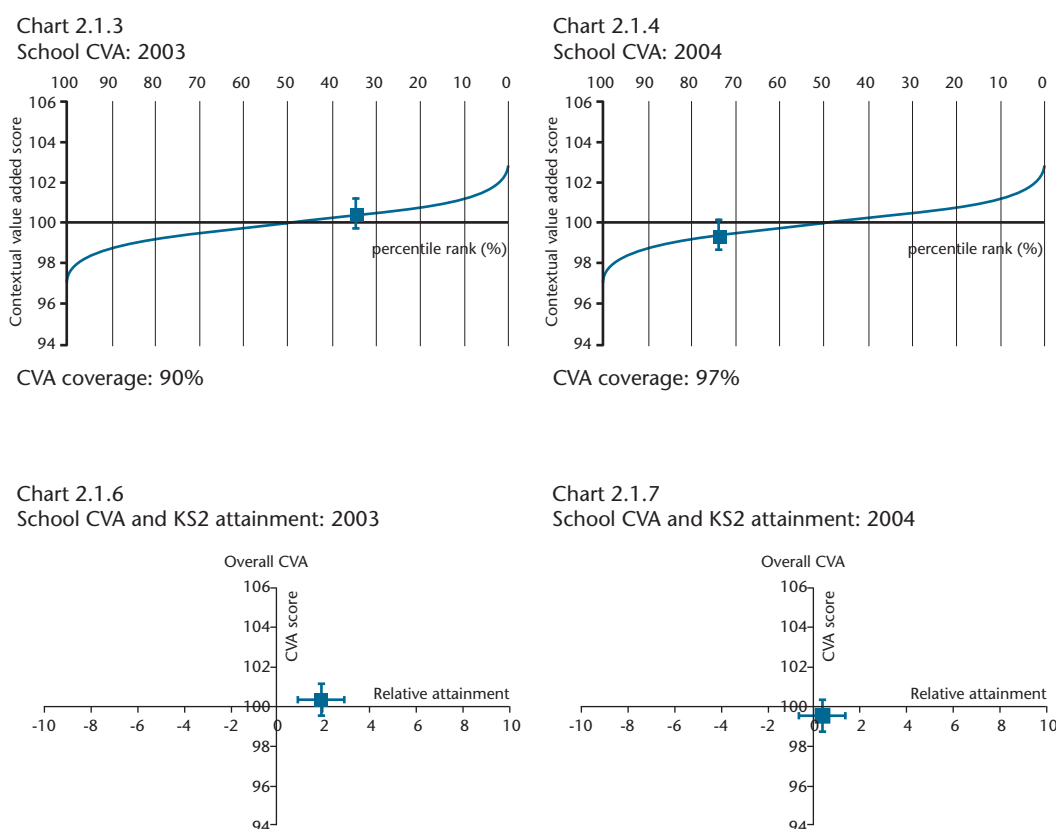 Chart 2.1.3
School CVA: 2003
100 90 80 70 60 50 40 30 20 10 0
106
104
102
100
98
96
94
Contextual value added score
percentile rank (%)
CVA coverage: 90%
Chart 2.1.4
School CVA: 2004
100 90 80 70 60 50 40 30 20 10 0
106
104
102
100
98
96
94
Contextual value added score
percentile rank (%)
CVA coverage: 97%
Chart 2.1.6
School CVA and KS2 attainment: 2003
Overall CVA
106
104
102
100
98
96
94
CVA score
Relative attainment
-10 -8 -6 -4 -2 0 2 4 6 8 10
Chart 2.1.7
School CVA and KS2 attainment: 2004
Overall CVA
106
104
102
100
98
96
94
CVA score
Relative attainment
-10 -8 -6 -4 -2 0 2 4 6 8 10